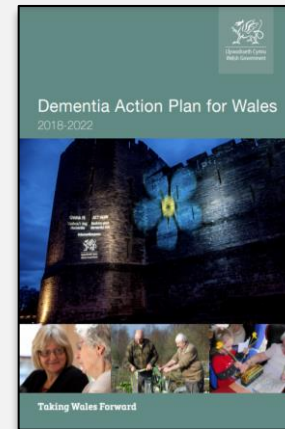 Llywodraeth Cymru
Welsh Government
Dementia Action Plan for Wales
2018-2022
Taking Wales Forward